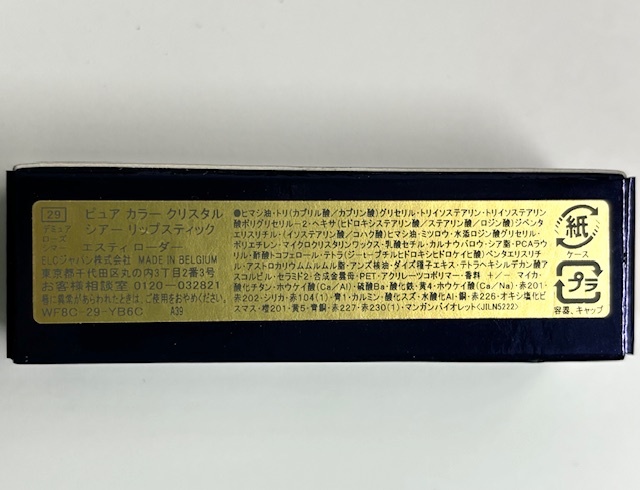 29
デミュア
ローズ
シマー
ピュア カラー クリスタル
シアー リップスティック
エスティ ローダー
ELCジャパン株式会社 MADE IN BELGIUM
東京都千代田区丸の内3丁目2番3号
お客様相談室 0120-032821
軽に異常があらわれたときは、ご使用をおやめください。
WF8C-29-YB6C A39
●ヒマシ油・トリ(カプリル酸/カプリン酸)グリセリル・トリイソステアリン・トリイソステアリン
酸ポリグリセリル-2・ヘキサ(ヒドロキシステアリン酸/ステアリン酸/ロジン酸)ジペンタ
エリスリチル・(イソステアリン酸/コハク酸)ヒマシ油・ミツロウ・水添ロジン酸グリセリル・
ポリエチレン・マイクロクリスタリンワックス・乳酸セチル・カルナウバロウ・シア脂・PCAラウ
リル・酢酸トコフェロール・テトラ(ジ-t-ブチルヒドロキシヒドロケイヒ酸)ペンタエリスリチ
ル・アストロカリウムムルムル脂・アンズ核油・ダイズ種子エキス・テトラヘキシルデカン酸ア
スコルビル・セラミド2・合成金雲母・PET・アクリレーツコポリマー・香料 +/- マイカ・
酸化チタン・ホウケイ酸(Ca/Al)・硫酸Ba・酸化鉄・黄4・ホウケイ酸(Ca/Na)・赤201・
赤202・シリカ・赤104(1)・青1・カルミン・酸化スズ・水酸化Al・銅・赤226・オキシ塩化ビ
スマス・橙201・黄5・青銅・赤227・赤230(1)・マンガンバイオレット<JILN5222>
紙
ケース
プラ
容器、キャップ